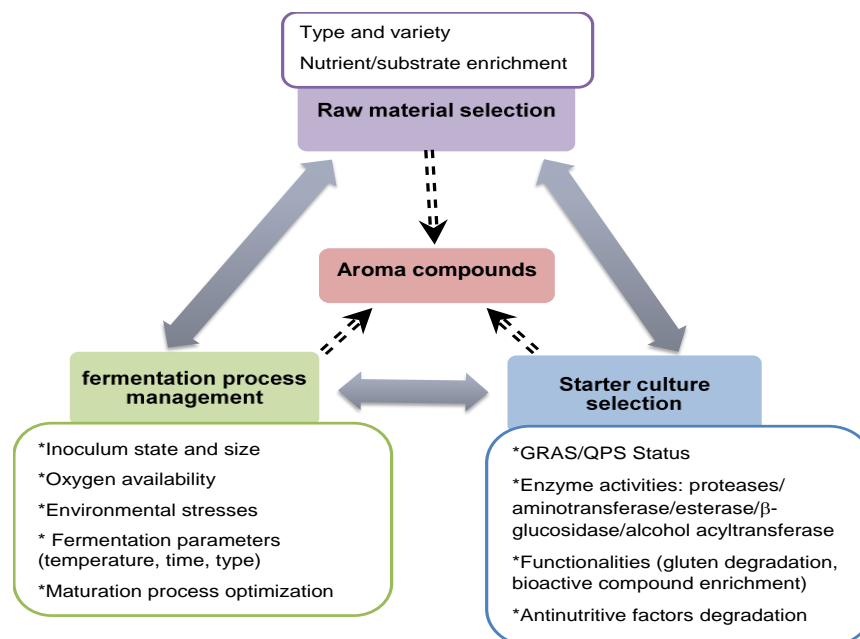 Type and variety
Nutrient/substrate enrichment
Raw material selection
Aroma compounds
fermentation process
management
*Inoculum state and size
*Oxygen availability
*Environmental stresses
* Fermentation parameters
(temperature, time, type)
*Maturation process optimization
Starter culture
selection
*GRAS/QPS Status
*Enzyme activities: proteases/
aminotransferase/esterase/β-
glucosidase/alcohol acyltransferase
*Functionalities (gluten degradation,
bioactive compound enrichment)
*Antinutritive factors degradation